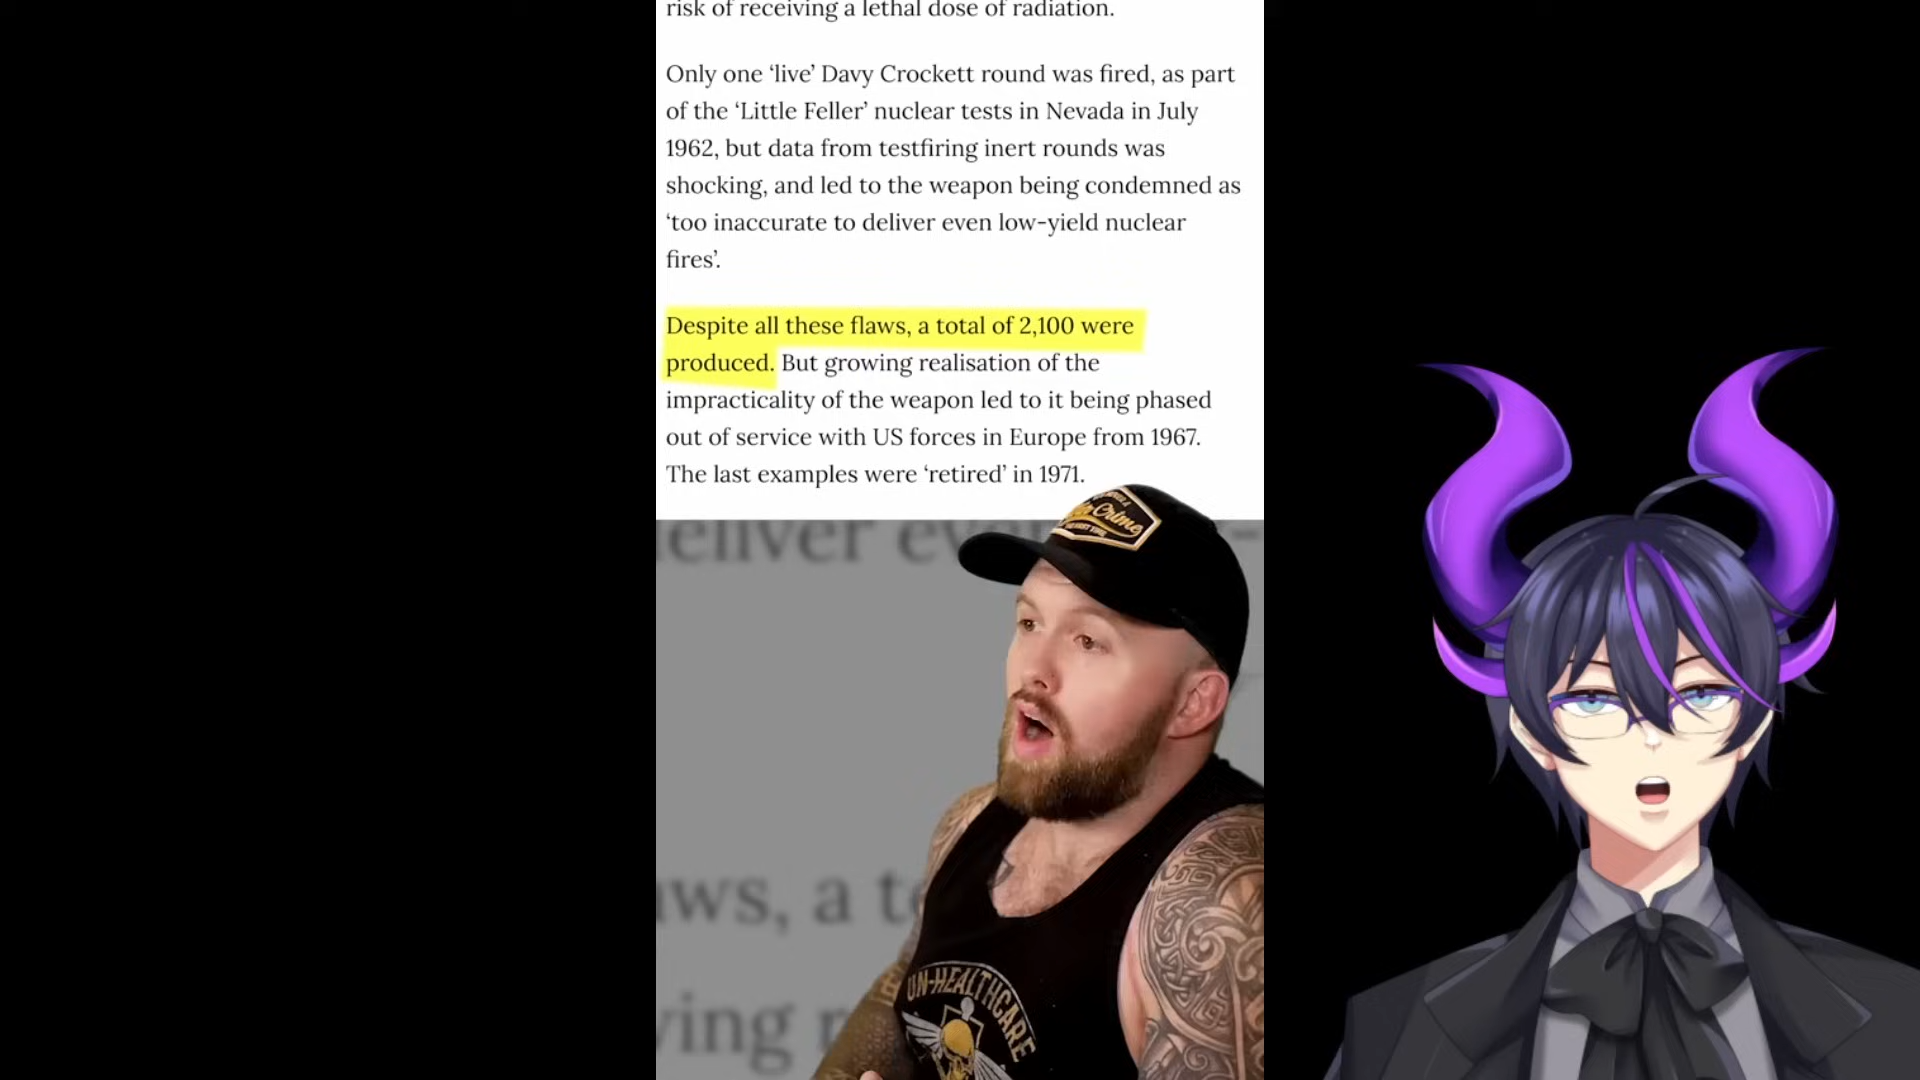 risk of receiving a lethal dose of radiation.
Only one ‘live’ Davy Crockett round was fired, as part
of the ‘Little Feller’ nuclear tests in Nevada in July
1962, but data from testfiring inert rounds was
shocking, and led to the weapon being condemned as
‘too inaccurate to deliver even low-yield nuclear
fires’.
Despite all these flaws, a total of 2,100 were
produced. But growing realisation of the
impracticality of the weapon led to it being phased
out of service with US forces in Europe from 1967.
The last examples were ‘retired’ in 1971.
Crime
aws, a t
UN-HEALTHCARE